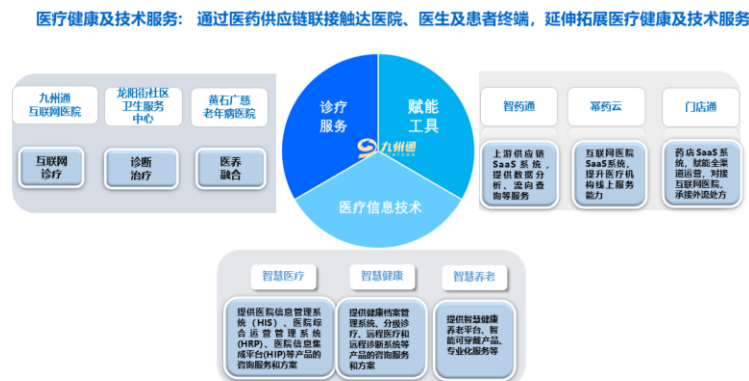 医疗健康及技术服务： 通过医药供应链联接触达医院、医生及患者终端，延伸拓展医疗健康及技术服务
九州通
互联网医院
龙阳街社区
卫生服务
中心
黄石广慈
老年病医院
互联网
诊疗
诊断
治疗
医养
融合
诊疗
服务
赋能
工具
九州通
医疗信息技术
智药通
幂药云
门店通
上游供应链
SaaS系统，
提供数据分
析、流向查
询等服务
互联网医院
SaaS系统，
提升医疗机
构线上服务
能力
药店SaaS系
统，赋能全渠
道运营，对接
互联网医院，
承接外流处方
智慧医疗
智慧健康
智慧养老
提供医院信息管理系
统（HIS）、医院综
合运营管理系统
(HRP)、医院信息集
成平台(HIP)等产品的
咨询服务和方案
提供健康档案管
理系统、分级诊
疗、远程医疗和
远程诊断系统等
产品的咨询服务
和方案
提供智慧健康
养老平台、智
能可穿戴产品、
专业化服务等